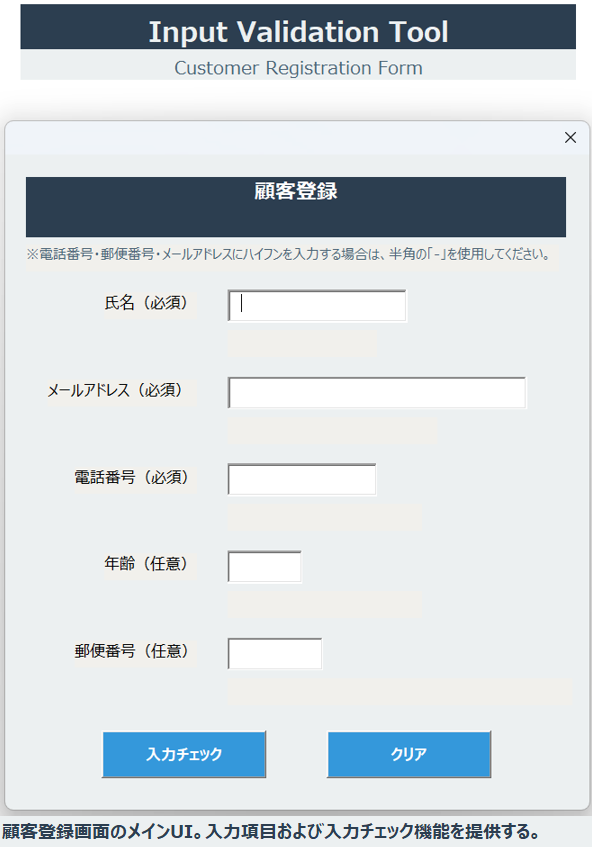 Input Validation Tool
Customer Registration Form
顧客登録
※電話番号・郵便番号・メールアドレスにハイフンを入力する場合は、半角の「-」を使用してください。
氏名（必須）
メールアドレス（必須）
電話番号（必須）
年齢（任意）
郵便番号（任意）
入力チェック クリア
顧客登録画面のメインUI。入力項目および入力チェック機能を提供する。